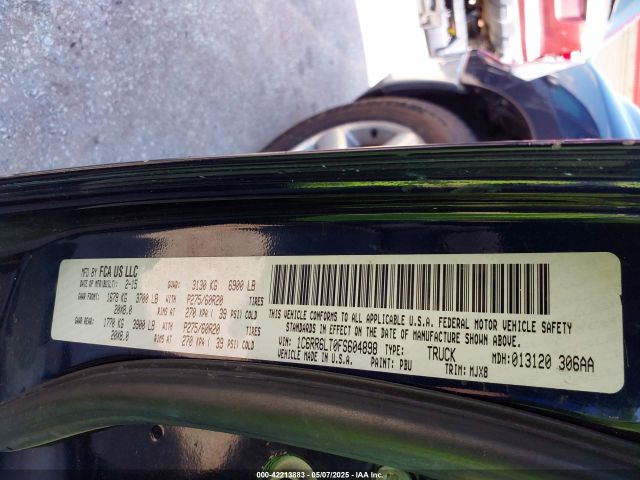 MFD BY FCA US LLC
DATE OF MFR(BUILT): 2-15 GVWR: 3130 KG 6900 LB
GAWR FRONT: 1679 KG 3700 LB WITH P275/60R20 TIRES
20X8.0 RIMS AT 270 KPA ( 39 PSI) COLD
GAWR REAR: 1770 KG 3900 LB WITH P275/60R20 TIRES
20X8.0 RIMS AT 270 KPA ( 39 PSI) COLD
THIS VEHICLE CONFORMS TO ALL APPLICABLE U.S.A. FEDERAL MOTOR VEHICLE SAFETY
STANDARDS IN EFFECT ON THE DATE OF MANUFACTURE SHOWN ABOVE.
VIN: 1C6RR6LT0FS604898 TYPE: TRUCK MDH: 013120 306AA
VEHICLE MADE IN U.S.A. PAINT: PBU TRIM: MJXB
000-42213883 - 05/07/2025 - IAA Inc.